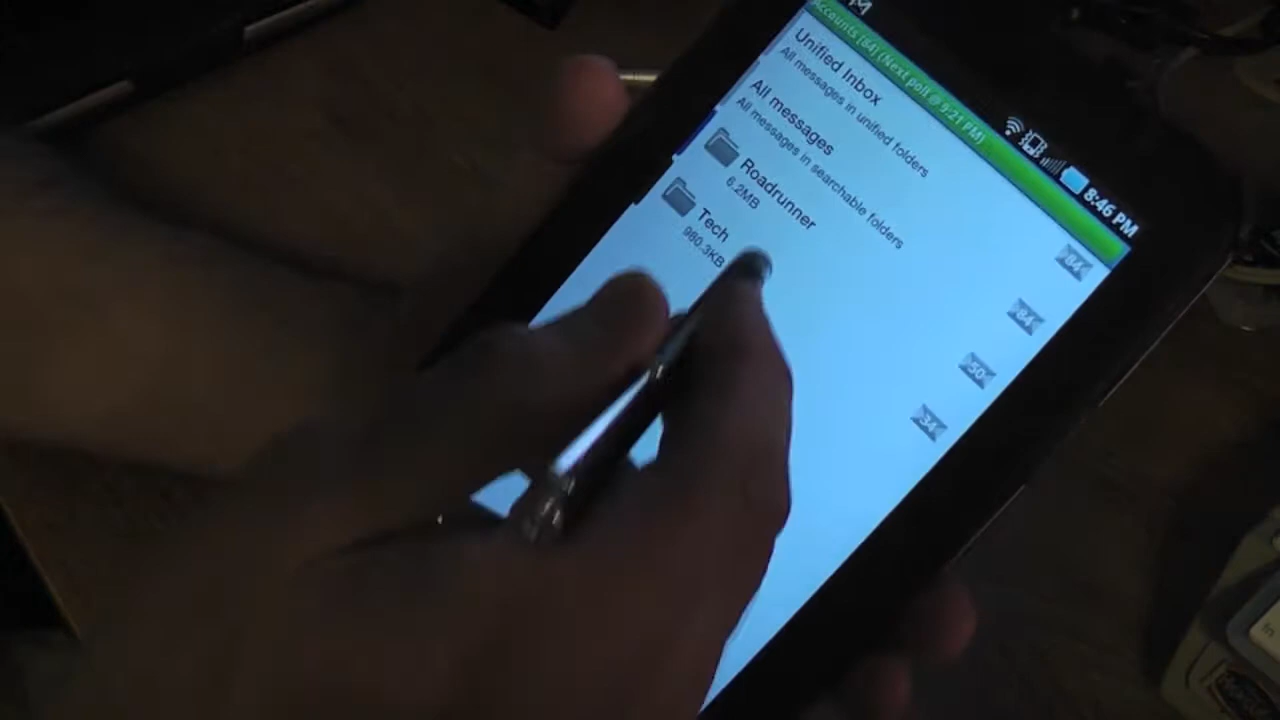 8:46 PM
Accounts (84) (Next poll @ 9:21 PM)
Unified Inbox
All messages in unified folders
84
All messages
All messages in searchable folders
84
Roadrunner
6.2MB
50
Tech
980.3KB
34